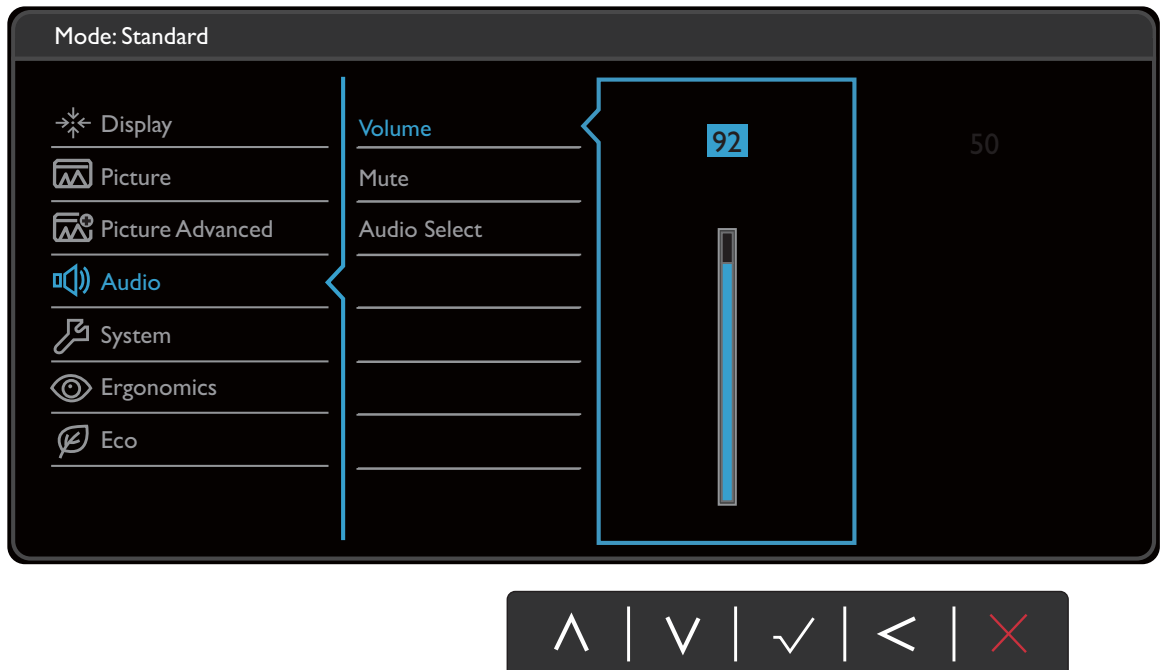 Mode: Standard
Display
Picture
Picture Advanced
Audio
System
Ergonomics
Eco
Volume
Mute
Audio Select
92
50